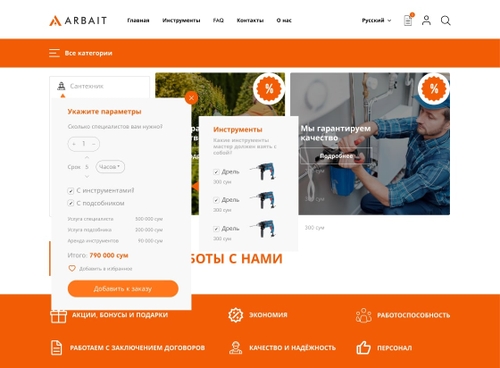 ARBAIT
Главная
Инструменты
FAQ
Контакты
О нас
Русский
Все категории
Сантехник
Укажите параметры
Сколько специалистов вам нужно?
- 1
Срок 5 Часов
С инструментами?
С подсобником
Услуга специалиста 300 000 сум
Услуга подсобника 300 000 сум
Аренда инструментов 90 000 сум
Итого: 790 000 сум
Добавить в избранное
Добавить к заказу
Инструменты
Какие инструменты
мастер должен взять с
собой?
Дрель
300 сум
Дрель
300 сум
Дрель
300 сум
%
%
Мы гарантируем
качество
Подробнее
300 сум
БОТЫ С НАМИ
АКЦИИ, БОНУСЫ И ПОДАРКИ
ЭКОНОМИЯ
РАБОТОСПОСОБНОСТЬ
РАБОТАЕМ С ЗАКЛЮЧЕНИЕМ ДОГОВОРОВ
КАЧЕСТВО И НАДЁЖНОСТЬ
ПЕРСОНАЛ